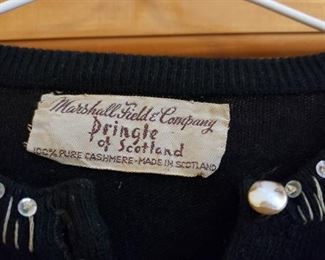 Marshall Field & Company
Pringle
of Scotland
100% PURE CASHMERE-MADE IN SCOTLAND